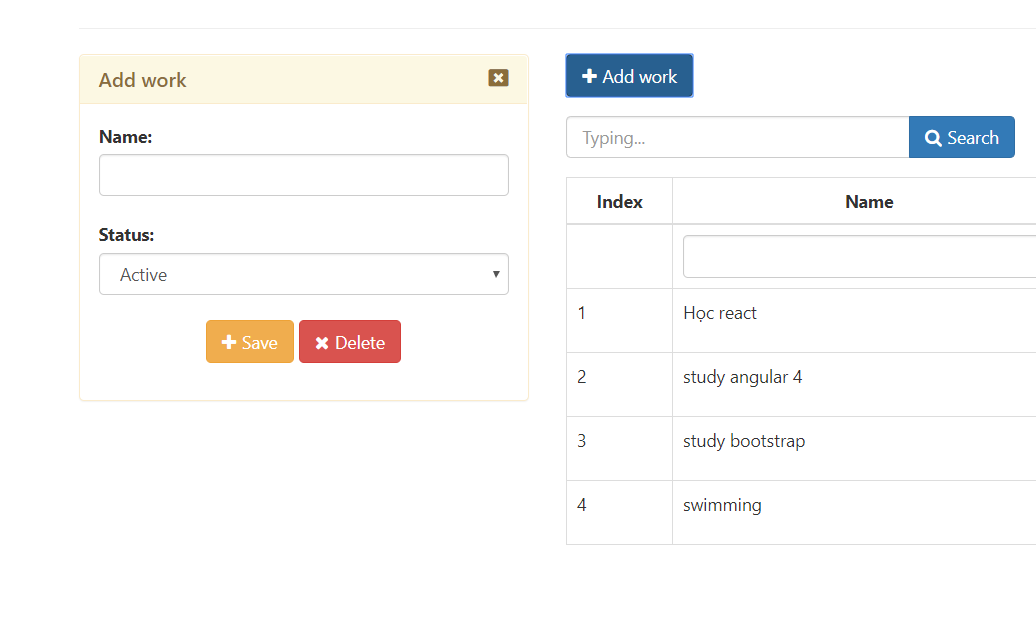 Add work
Name:
Status:
Active
Save
Delete
Add work
Typing...
Search
Index
Name
1
Học react
2
study angular 4
3
study bootstrap
4
swimming